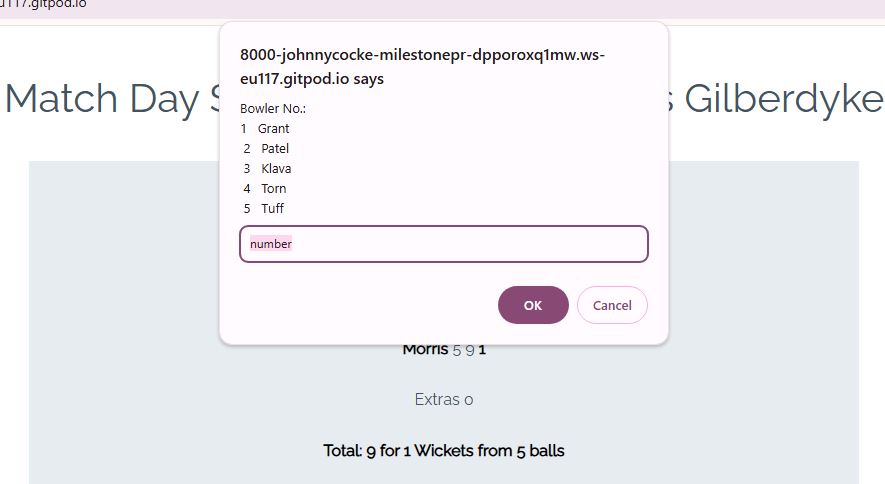 u117.gitpod.io
8000-johnnycocke-milestonepr-dpporoxq1mw.ws-
eu117.gitpod.io says
Match Day S
s Gilberdyke
Bowler No.:
1 Grant
2 Patel
3 Klava
4 Torn
5 Tuff
number
OK Cancel
Morris 5 9 1
Extras 0
Total: 9 for 1 Wickets from 5 balls